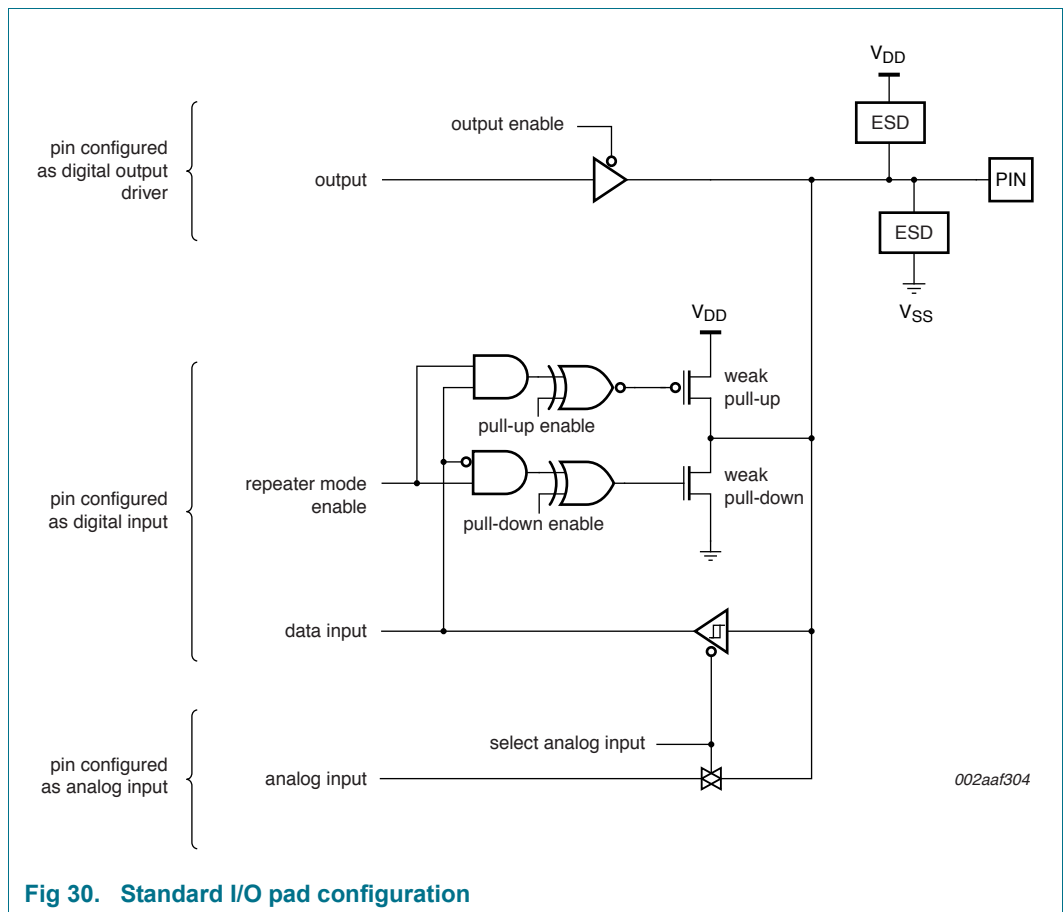 V_DD
ESD
output enable
pin configured
as digital output
driver
output
PIN
ESD
V_SS
V_DD
weak
pull-up
pull-up enable
pin configured
as digital input
repeater mode
enable
weak
pull-down
pull-down enable
data input
select analog input
pin configured
as analog input
analog input
002aaf304
Fig 30. Standard I/O pad configuration